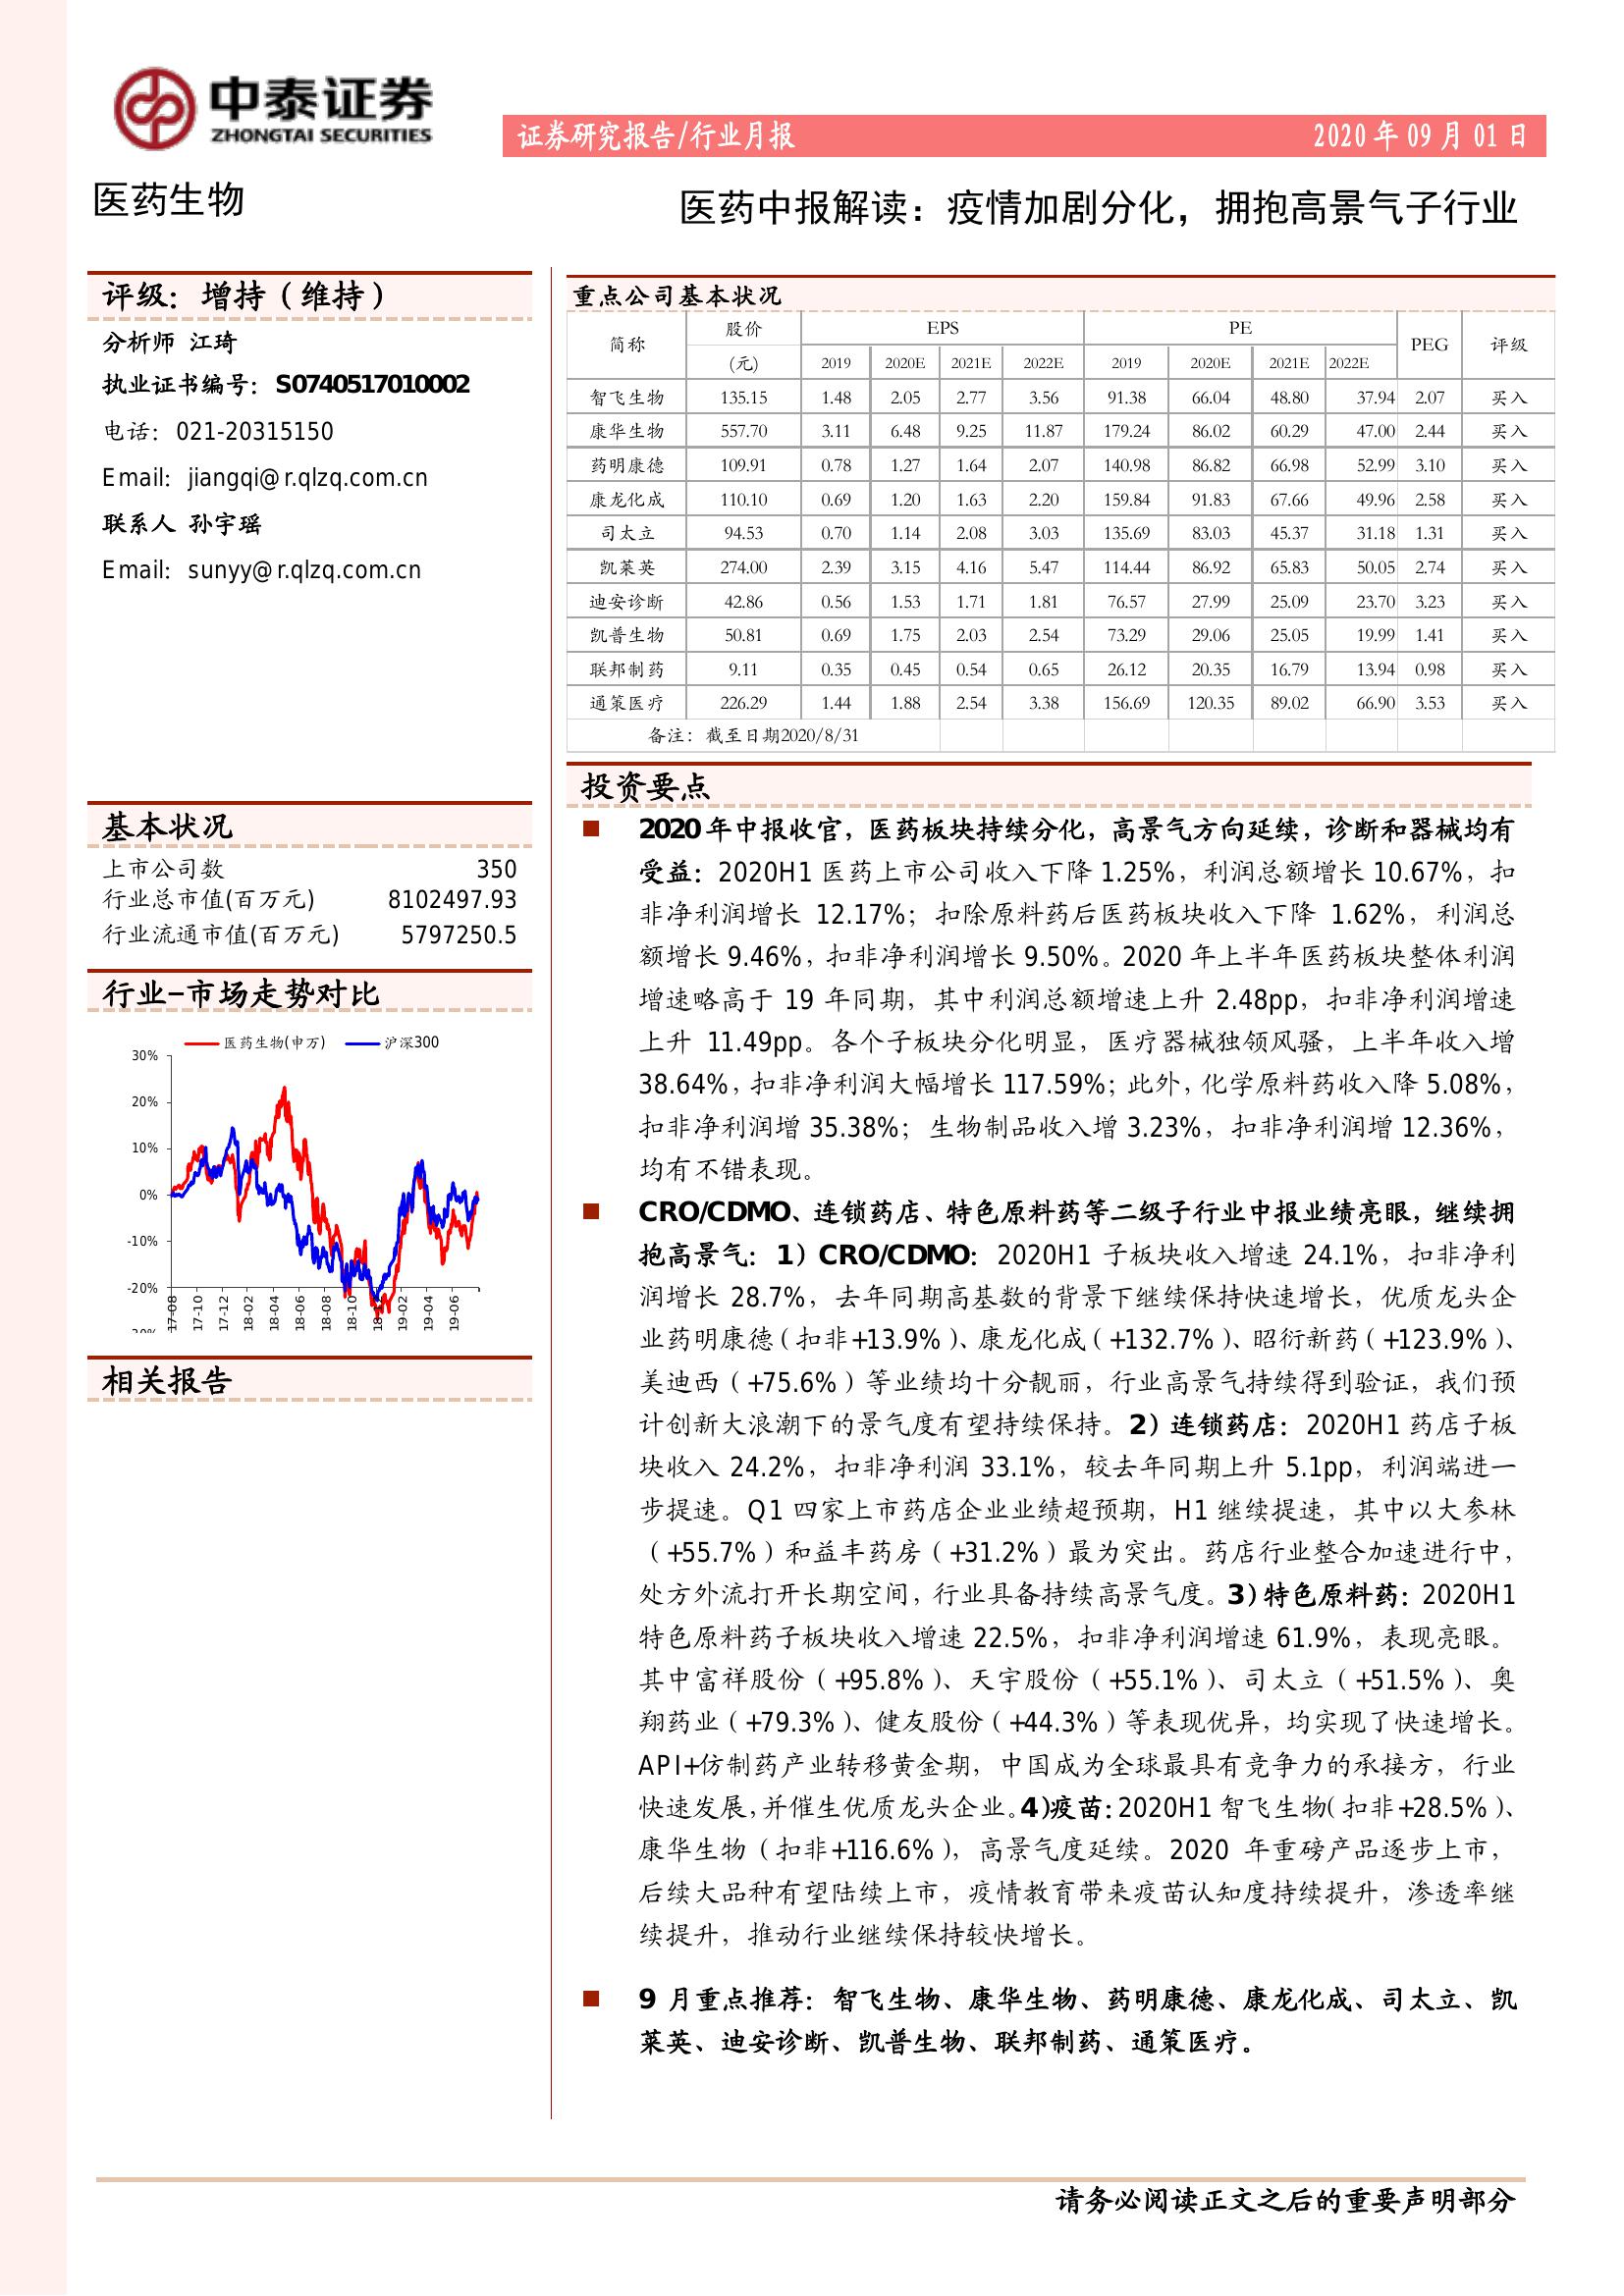 中泰证券
ZHONGTAI SECURITIES
证券研究报告/行业月报 2020 年 09 月 01 日
医药生物
医药中报解读：疫情加剧分化，拥抱高景气子行业
评级：增持（维持）
分析师 江琦
执业证书编号：S0740517010002
电话：021-20315150
Email：jiangqi@r.qlzq.com.cn
联系人 孙宇瑶
Email：sunyy@r.qlzq.com.cn
基本状况
上市公司数 350
行业总市值(百万元) 8102497.93
行业流通市值(百万元) 5797250.5
行业-市场走势对比
医药生物(申万) 沪深300
30%
20%
10%
0%
-10%
-20%
17-08 17-10 17-12 18-02 18-04 18-06 18-08 18-10 19-02 19-04 19-06
相关报告
重点公司基本状况
简称 股价 EPS PE PEG 评级
(元) 2019 2020E 2021E 2022E 2019 2020E 2021E 2022E
智飞生物 135.15 1.48 2.05 2.77 3.56 91.38 66.04 48.80 37.94 2.07 买入
康华生物 557.70 3.11 6.48 9.25 11.87 179.24 86.02 60.29 47.00 2.44 买入
药明康德 109.91 0.78 1.27 1.64 2.07 140.98 86.82 66.98 52.99 3.10 买入
康龙化成 110.10 0.69 1.20 1.63 2.20 159.84 91.83 67.66 49.96 2.58 买入
司太立 94.53 0.70 1.14 2.08 3.03 135.69 83.03 45.37 31.18 1.31 买入
凯莱英 274.00 2.39 3.15 4.16 5.47 114.44 86.92 65.83 50.05 2.74 买入
迪安诊断 42.86 0.56 1.53 1.71 1.81 76.57 27.99 25.09 23.70 3.23 买入
凯普生物 50.81 0.69 1.75 2.03 2.54 73.29 29.06 25.05 19.99 1.41 买入
联邦制药 9.11 0.35 0.45 0.54 0.65 26.12 20.35 16.79 13.94 0.98 买入
通策医疗 226.29 1.44 1.88 2.54 3.38 156.69 120.35 89.02 66.90 3.53 买入
备注：截至日期2020/8/31
投资要点
2020 年中报收官，医药板块持续分化，高景气方向延续，诊断和器械均有
受益：2020H1 医药上市公司收入下降 1.25%，利润总额增长 10.67%，扣
非净利润增长 12.17%；扣除原料药后医药板块收入下降 1.62%，利润总
额增长 9.46%，扣非净利润增长 9.50%。2020 年上半年医药板块整体利润
增速略高于 19 年同期，其中利润总额增速上升 2.48pp，扣非净利润增速
上升 11.49pp。各个子板块分化明显，医疗器械独领风骚，上半年收入增
38.64%，扣非净利润大幅增长 117.59%；此外，化学原料药收入降 5.08%，
扣非净利润增 35.38%；生物制品收入增 3.23%，扣非净利润增 12.36%，
均有不错表现。
CRO/CDMO、连锁药店、特色原料药等二级子行业中报业绩亮眼，继续拥
抱高景气：1）CRO/CDMO：2020H1 子板块收入增速 24.1%，扣非净利
润增长 28.7%，去年同期高基数的背景下继续保持快速增长，优质龙头企
业药明康德（扣非+13.9%）、康龙化成（+132.7%）、昭衍新药（+123.9%）、
美迪西（+75.6%）等业绩均十分靓丽，行业高景气持续得到验证，我们预
计创新大浪潮下的景气度有望持续保持。2）连锁药店：2020H1 药店子板
块收入 24.2%，扣非净利润 33.1%，较去年同期上升 5.1pp，利润端进一
步提速。Q1 四家上市药店企业业绩超预期，H1 继续提速，其中以大参林
（+55.7%）和益丰药房（+31.2%）最为突出。药店行业整合加速进行中，
处方外流打开长期空间，行业具备持续高景气度。3）特色原料药：2020H1
特色原料药子板块收入增速 22.5%，扣非净利润增速 61.9%，表现亮眼。
其中富祥股份（+95.8%）、天宇股份（+55.1%）、司太立（+51.5%）、奥
翔药业（+79.3%）、健友股份（+44.3%）等表现优异，均实现了快速增长。
API+仿制药产业转移黄金期，中国成为全球最具有竞争力的承接方，行业
快速发展，并催生优质龙头企业。4)疫苗：2020H1 智飞生物（扣非+28.5%）、
康华生物（扣非+116.6%），高景气度延续。2020 年重磅产品逐步上市，
后续大品种有望陆续上市，疫情教育带来疫苗认知度持续提升，渗透率继
续提升，推动行业继续保持较快增长。
9 月重点推荐：智飞生物、康华生物、药明康德、康龙化成、司太立、凯
莱英、迪安诊断、凯普生物、联邦制药、通策医疗。
请务必阅读正文之后的重要声明部分